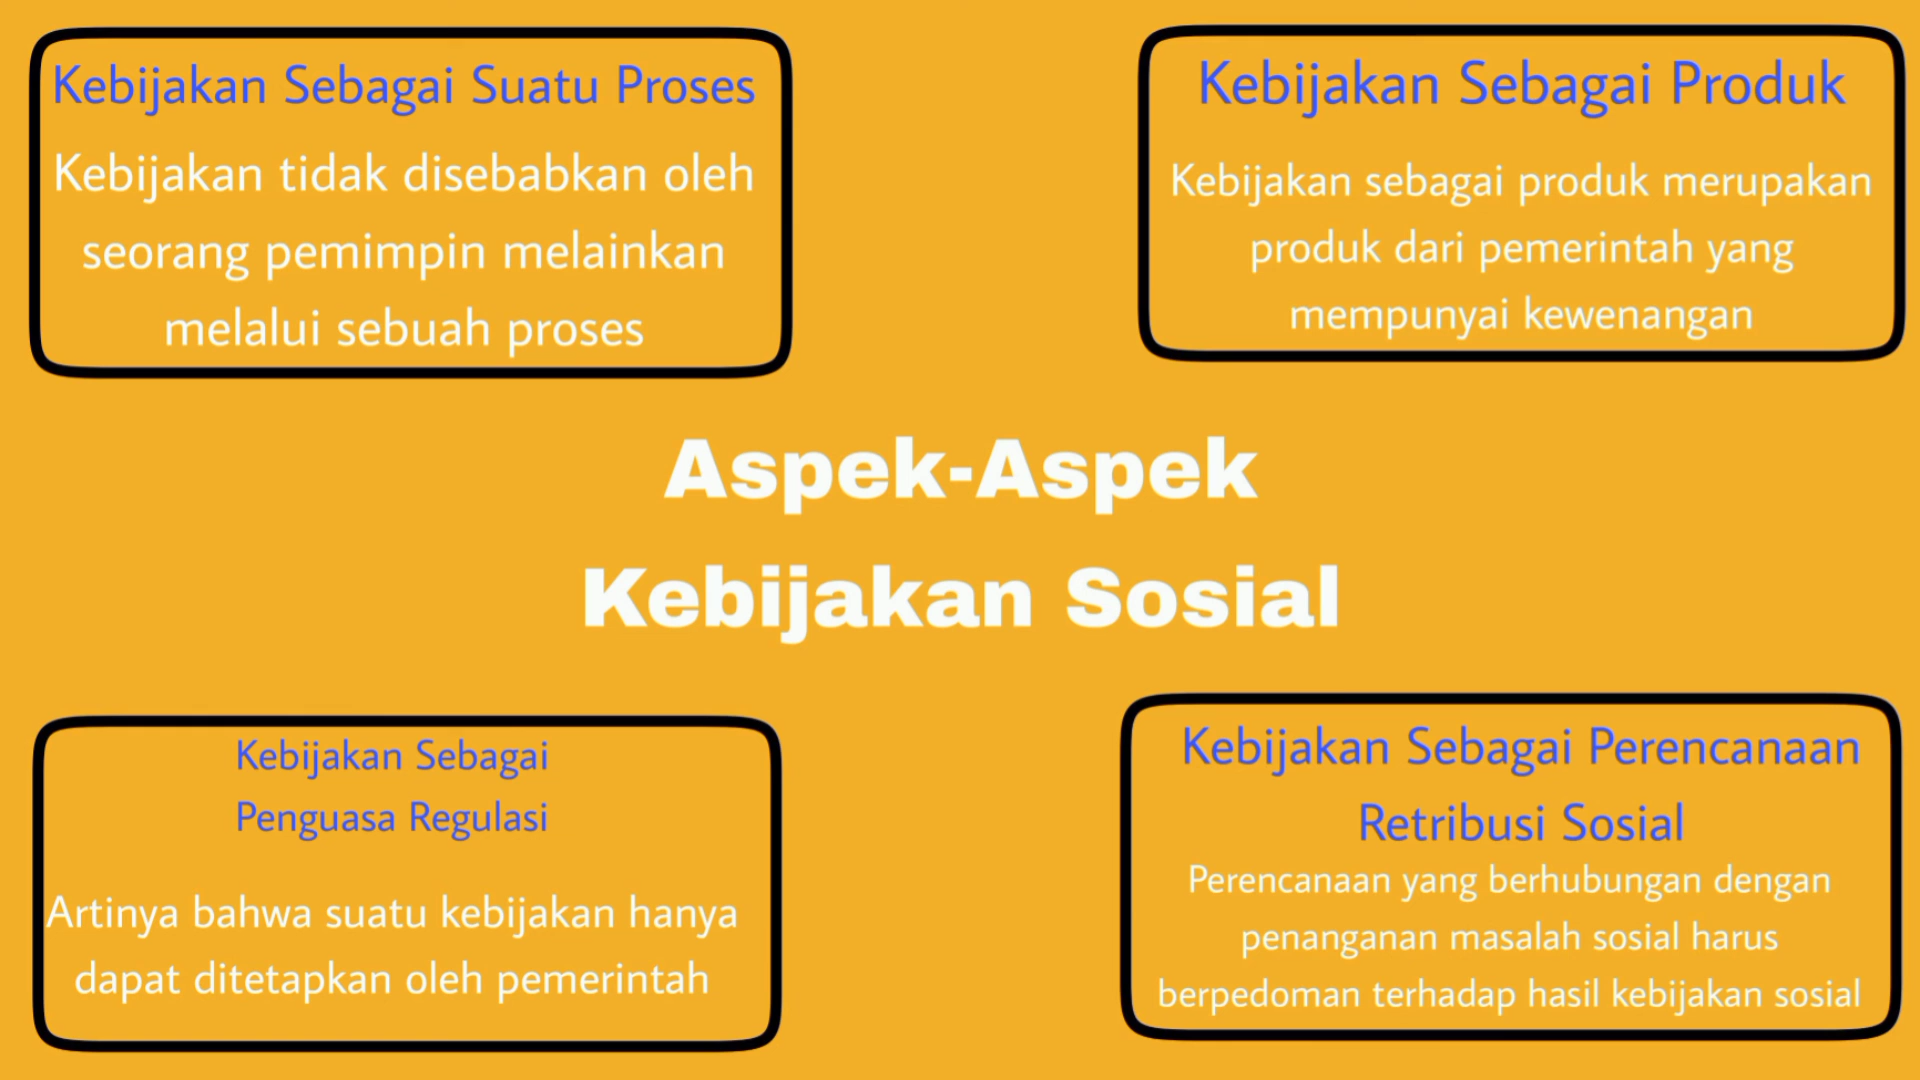 Kebijakan Sebagai Suatu Proses
Kebijakan tidak disebabkan oleh
seorang pemimpin melainkan
melalui sebuah proses
Kebijakan Sebagai Produk
Kebijakan sebagai produk merupakan
produk dari pemerintah yang
mempunyai kewenangan
Aspek-Aspek
Kebijakan Sosial
Kebijakan Sebagai
Penguasa Regulasi
Artinya bahwa suatu kebijakan hanya
dapat ditetapkan oleh pemerintah
Kebijakan Sebagai Perencanaan
Retribusi Sosial
Perencanaan yang berhubungan dengan
penanganan masalah sosial harus
berpedoman terhadap hasil kebijakan sosial